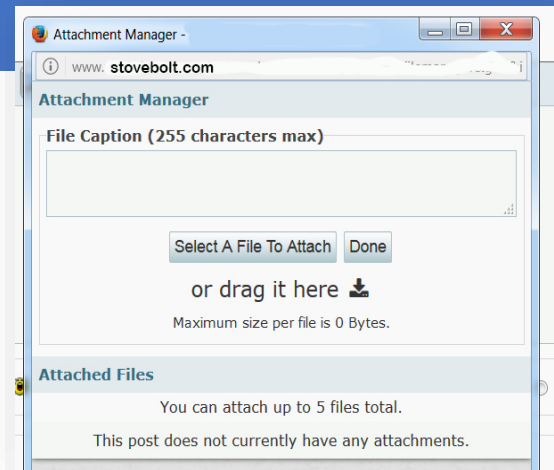 Attachment Manager -
www. stovebolt.com
Attachment Manager
File Caption (255 characters max)
Select A File To Attach Done
or drag it here
Maximum size per file is 0 Bytes.
Attached Files
You can attach up to 5 files total.
This post does not currently have any attachments.